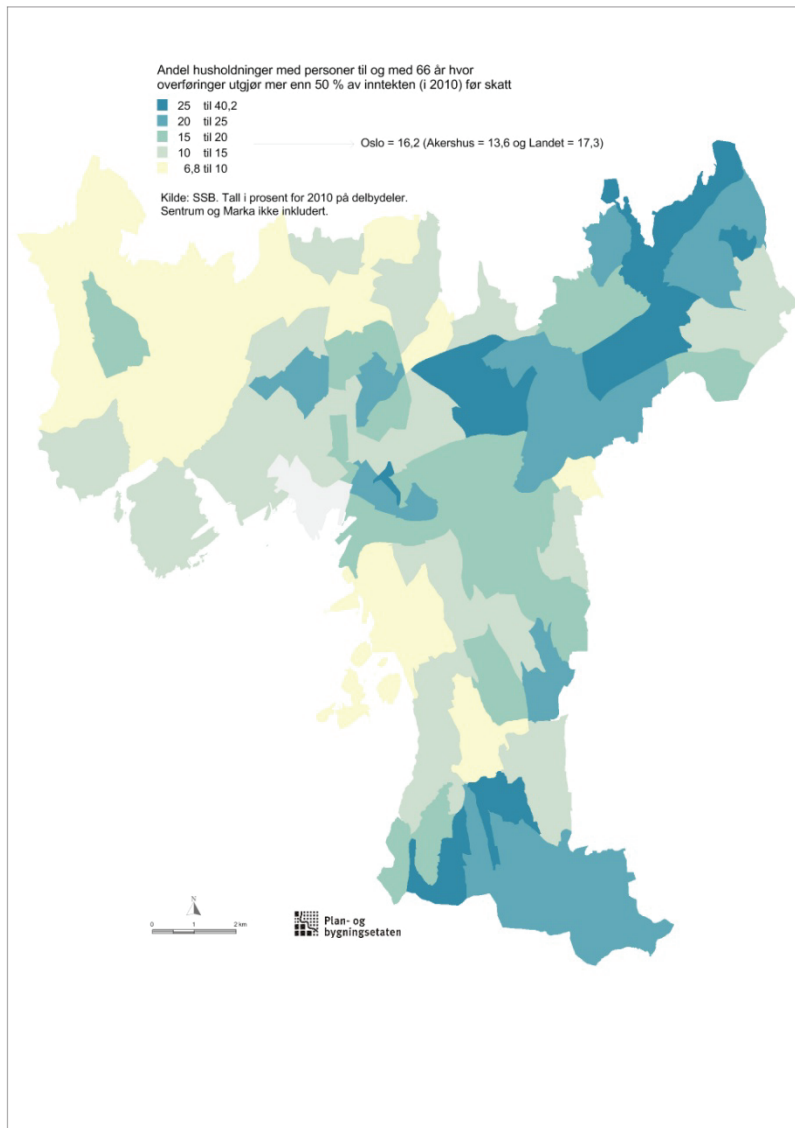 Andel husholdninger med personer til og med 66 år hvor
overføringer utgjør mer enn 50 % av inntekten (i 2010) før skatt
25 til 40,2
20 til 25
15 til 20
10 til 15
6,8 til 10
Oslo = 16,2 (Akershus = 13,6 og Landet = 17,3)
Kilde: SSB. Tall i prosent for 2010 på delbydeler.
Sentrum og Marka ikke inkludert.
N
0 1 2 km
Plan- og
bygningsetaten